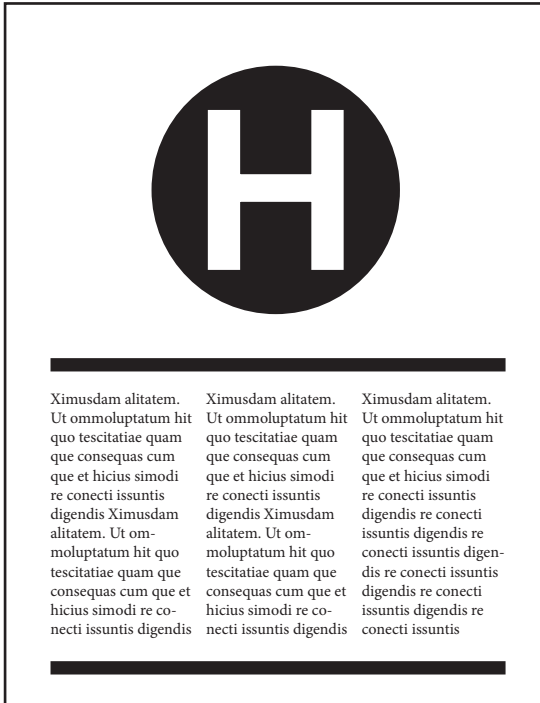 H
Ximusdam alitatem.
Ut ommoluptatum hit
quo tescitatiae quam
que consequas cum
que et hicius simodi
re conecti issuntis
digendis Ximusdam
alitatem. Ut om-
moluptatum hit quo
tescitatiae quam que
consequas cum que et
hicius simodi re co-
necti issuntis digendis
Ximusdam alitatem.
Ut ommoluptatum hit
quo tescitatiae quam
que consequas cum
que et hicius simodi
re conecti issuntis
digendis Ximusdam
alitatem. Ut om-
moluptatum hit quo
tescitatiae quam que
consequas cum que et
hicius simodi re co-
necti issuntis digendis
Ximusdam alitatem.
Ut ommoluptatum hit
quo tescitatiae quam
que consequas cum
que et hicius simodi
re conecti issuntis
digendis re conecti
issuntis digendis re
conecti issuntis digen-
dis re conecti issuntis
digendis re conecti
issuntis digendis re
conecti issuntis